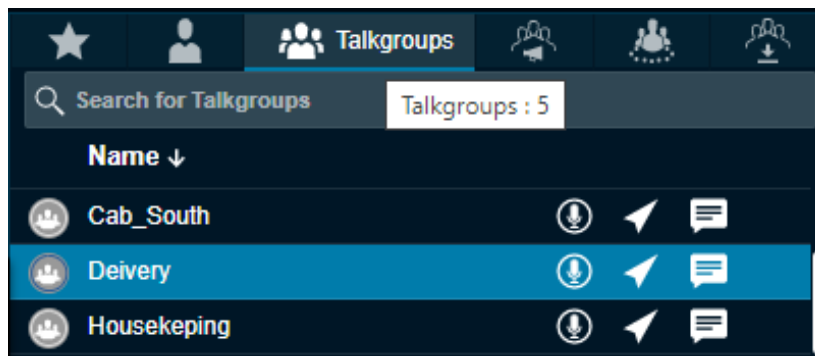 Talkgroups
Search for Talkgroups
Talkgroups : 5
Name ↓
Cab_South
Deivery
Housekeping